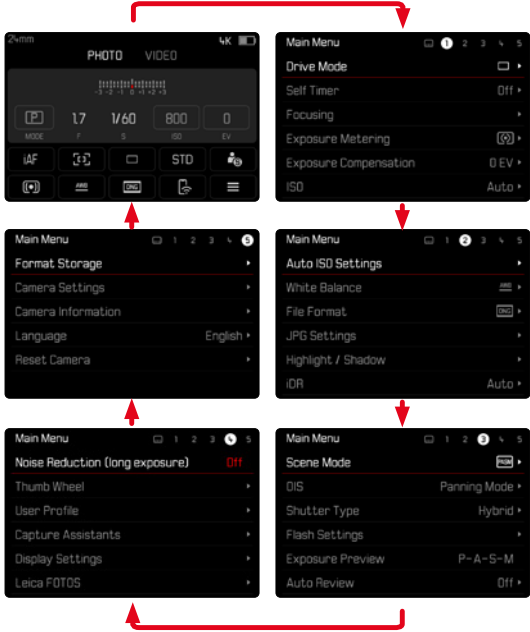 24mm 4K
PHOTO VIDEO
-3 -2 -1 0 +1 +2 +3
P 1.7 1/60 800 0
MODE F S ISO EV
iAF STD
AWB DNG
Main Menu 1 2 3 4 5
Drive Mode
Self Timer Off
Focusing
Exposure Metering
Exposure Compensation 0 EV
ISO Auto
Main Menu 1 2 3 4 5
Auto ISO Settings
White Balance AWB
File Format DNG
JPG Settings
Highlight / Shadow
iDR Auto
Main Menu 1 2 3 4 5
Scene Mode PASM
OIS Panning Mode
Shutter Type Hybrid
Flash Settings
Exposure Preview P-A-S-M
Auto Review Off
Main Menu 1 2 3 4 5
Noise Reduction (long exposure) Off
Thumb Wheel
User Profile
Capture Assistants
Display Settings
Leica FOTOS
Main Menu 1 2 3 4 5
Format Storage
Camera Settings
Camera Information
Language English
Reset Camera